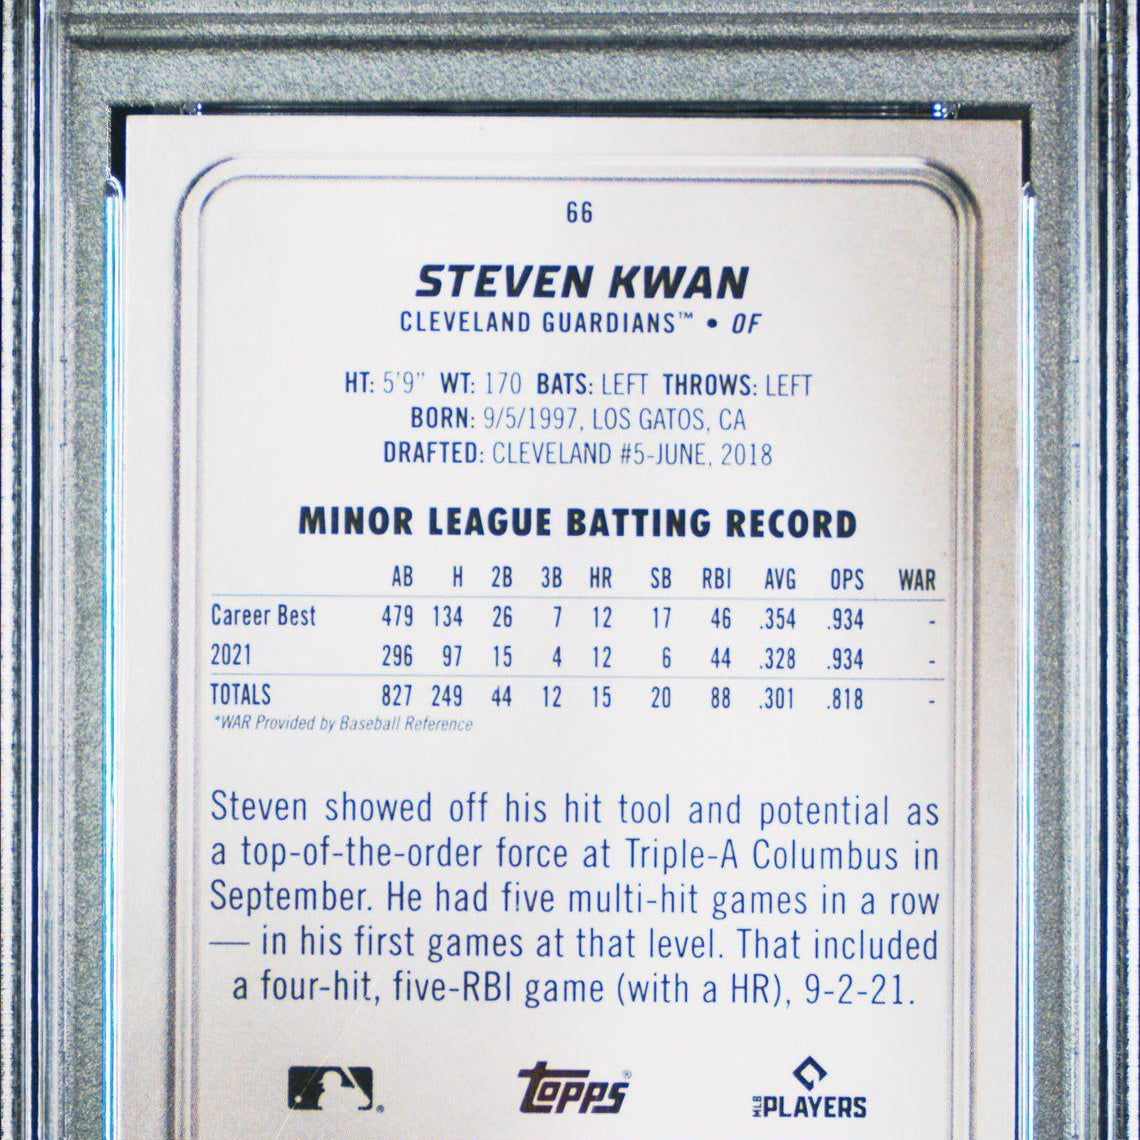 66
STEVEN KWAN
CLEVELAND GUARDIANS™ • OF
HT: 5'9" WT: 170 BATS: LEFT THROWS: LEFT
BORN: 9/5/1997, LOS GATOS, CA
DRAFTED: CLEVELAND #5-JUNE, 2018
MINOR LEAGUE BATTING RECORD
AB H 2B 3B HR SB RBI AVG OPS WAR
Career Best 479 134 26 7 12 17 46 .354 .934 -
2021 296 97 15 4 12 6 44 .328 .934 -
TOTALS 827 249 44 12 15 20 88 .301 .818 -
*WAR Provided by Baseball Reference
Steven showed off his hit tool and potential as
a top-of-the-order force at Triple-A Columbus in
September. He had five multi-hit games in a row
— in his first games at that level. That included
a four-hit, five-RBI game (with a HR), 9-2-21.
® Topps® MLB PLAYERS